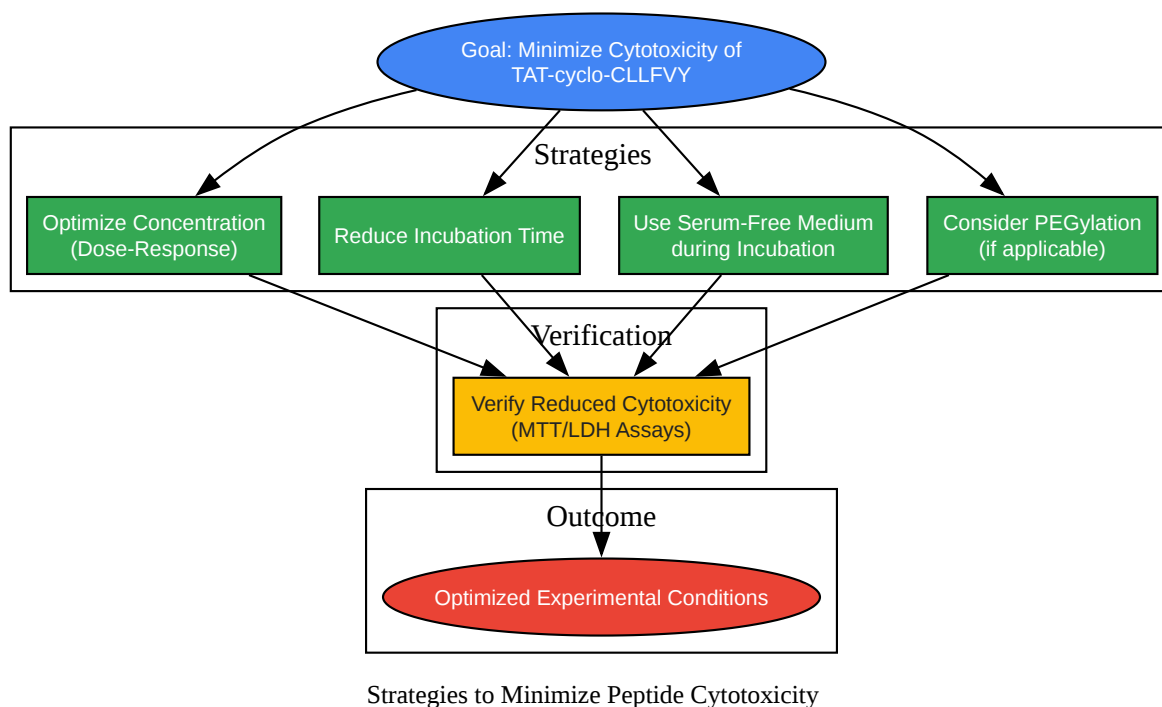 Goal: Minimize Cytotoxicity of
TAT-cyclo-CLLFVY
Strategies
Optimize Concentration
(Dose-Response)
Reduce Incubation Time
Use Serum-Free Medium
during Incubation
Consider PEGylation
(if applicable)
Verification
Verify Reduced Cytotoxicity
(MTT/LDH Assays)
Outcome
Optimized Experimental Conditions
Strategies to Minimize Peptide Cytotoxicity